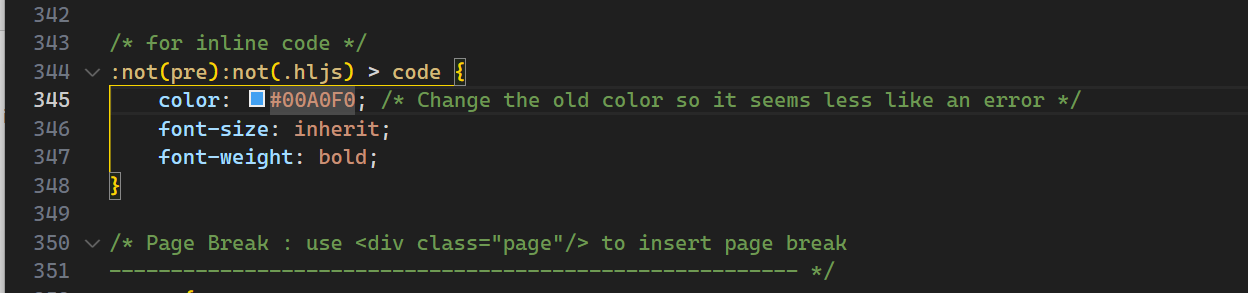 342
343 /* for inline code */
344 :not(pre):not(.hljs) > code {
345     color: #00A0F0; /* Change the old color so it seems less like an error */
346     font-size: inherit;
347     font-weight: bold;
348 }
349
350 /* Page Break : use <div class="page"/> to insert page break
351 --------------------------------------------------------- */